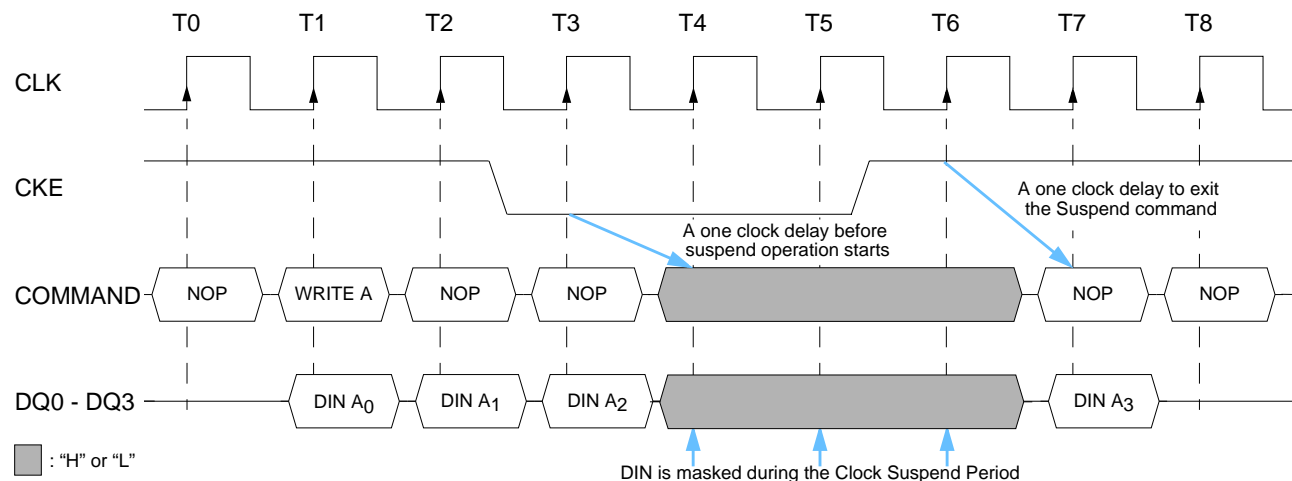 T0 T1 T2 T3 T4 T5 T6 T7 T8
CLK
CKE
A one clock delay to exit
the Suspend command
A one clock delay before
suspend operation starts
COMMAND NOP WRITE A NOP NOP NOP NOP
DQ0 - DQ3 DIN A0 DIN A1 DIN A2 DIN A3
: “H” or “L”
DIN is masked during the Clock Suspend Period